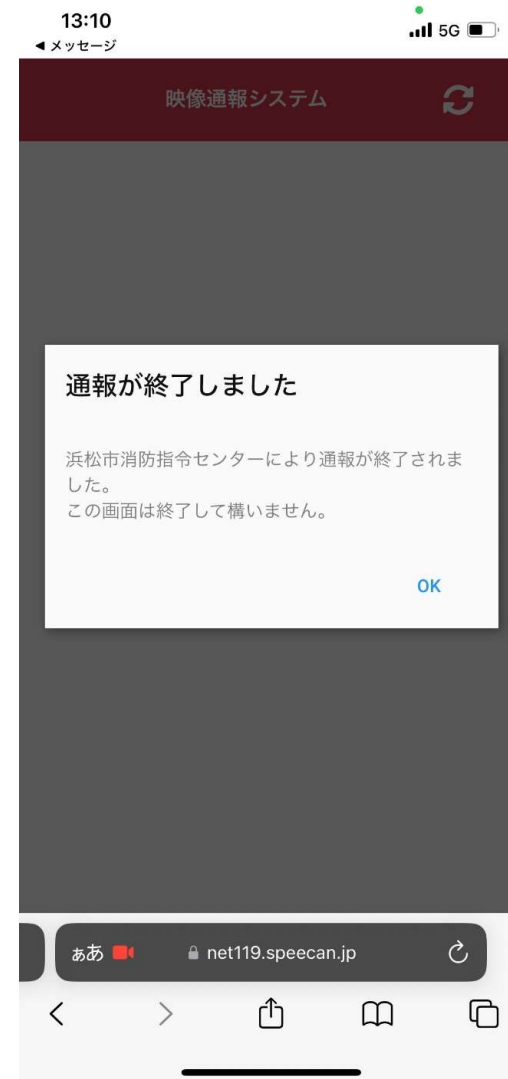 13:10
5G
◀ メッセージ
映像通報システム
通報が終了しました
浜松市消防指令センターにより通報が終了されま
した。
この画面は終了して構いません。
OK
ぁあ
net119.speecan.jp